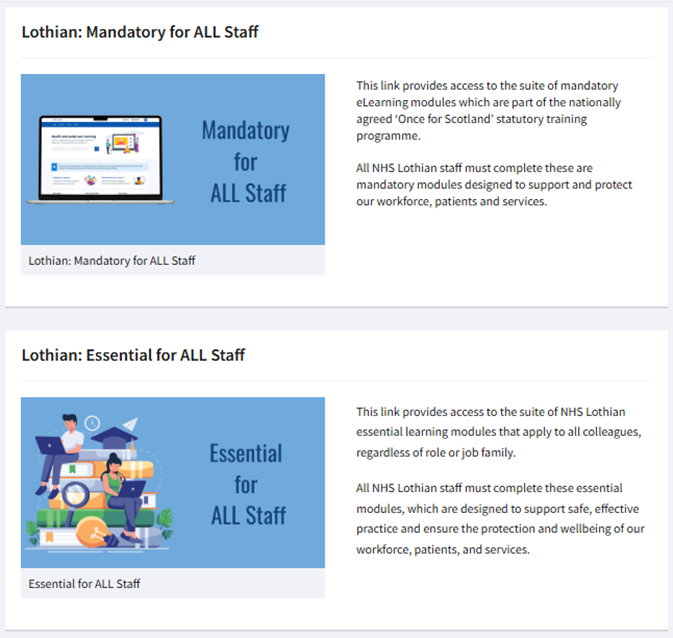 Lothian: Mandatory for ALL Staff
Mandatory
for
ALL Staff
Lothian: Mandatory for ALL Staff
This link provides access to the suite of mandatory
eLearning modules which are part of the nationally
agreed ‘Once for Scotland’ statutory training
programme.
All NHS Lothian staff must complete these are
mandatory modules designed to support and protect
our workforce, patients and services.
Lothian: Essential for ALL Staff
Essential
for
ALL Staff
Essential for ALL Staff
This link provides access to the suite of NHS Lothian
essential learning modules that apply to all colleagues,
regardless of role or job family.
All NHS Lothian staff must complete these essential
modules, which are designed to support safe, effective
practice and ensure the protection and wellbeing of our
workforce, patients, and services.